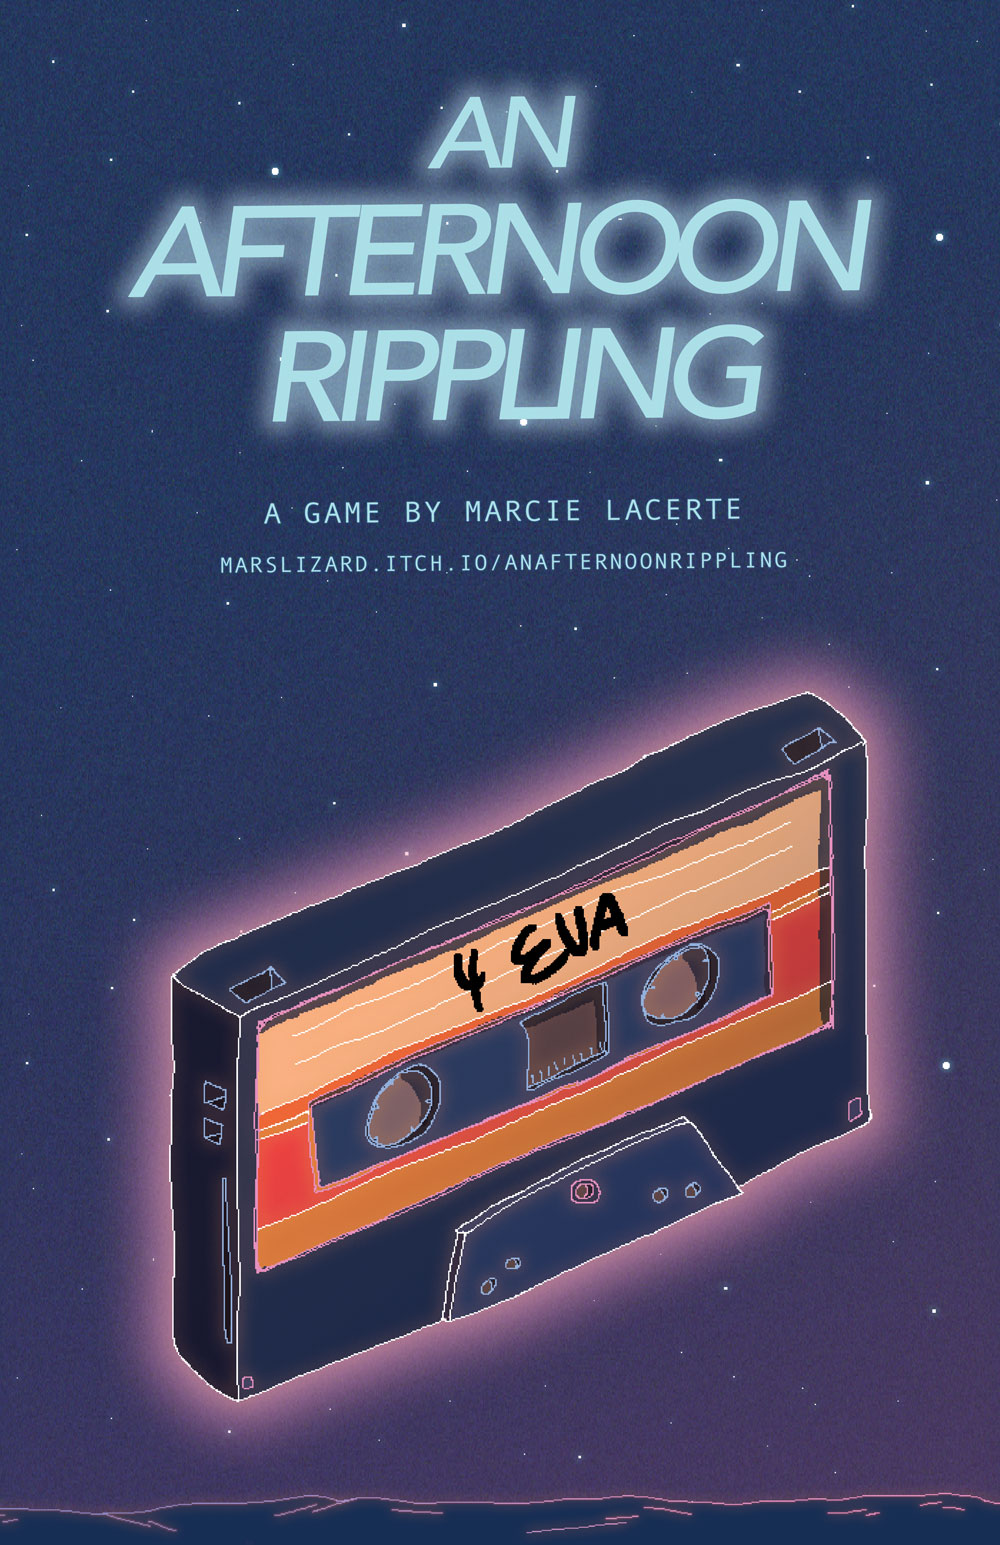 AN
AFTERNOON
RIPPLING
A GAME BY MARCIE LACERTE
MARSLIZARD.ITCH.IO/ANAFTERNOONRIPPLING
4 EVA